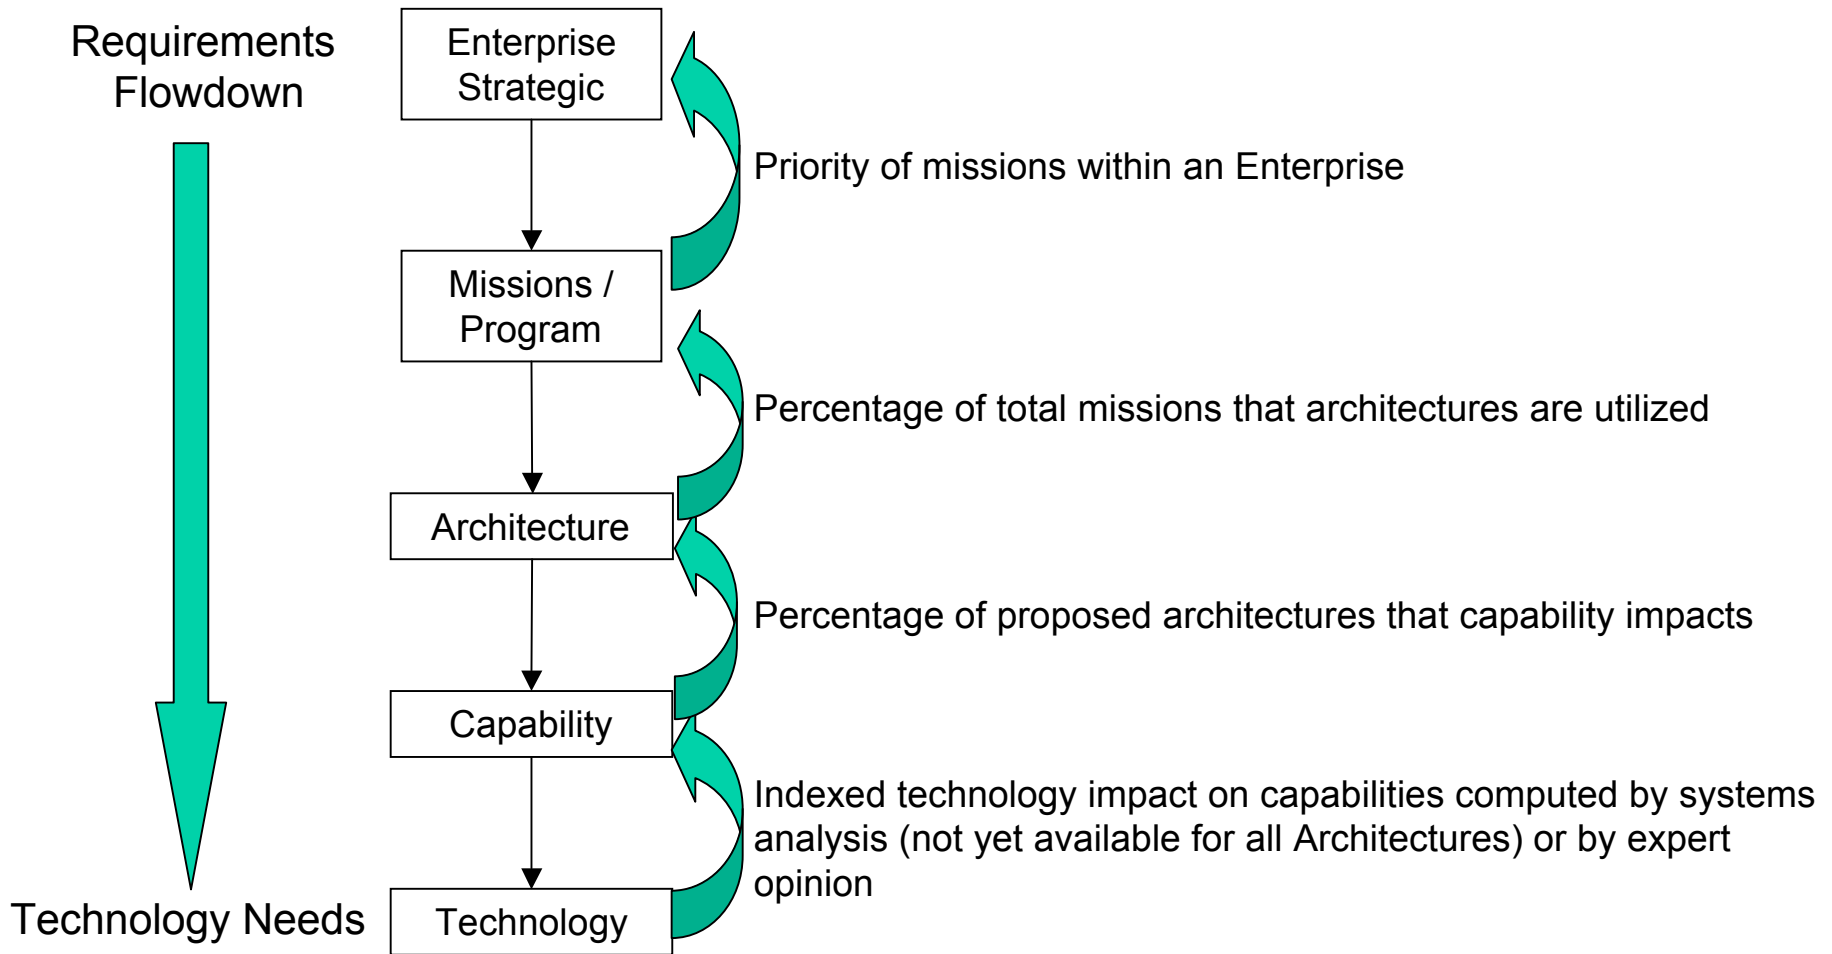 Requirements
Flowdown
Enterprise
Strategic
Priority of missions within an Enterprise
Missions /
Program
Percentage of total missions that architectures are utilized
Architecture
Percentage of proposed architectures that capability impacts
Capability
Indexed technology impact on capabilities computed by systems
analysis (not yet available for all Architectures) or by expert
opinion
Technology Needs
Technology